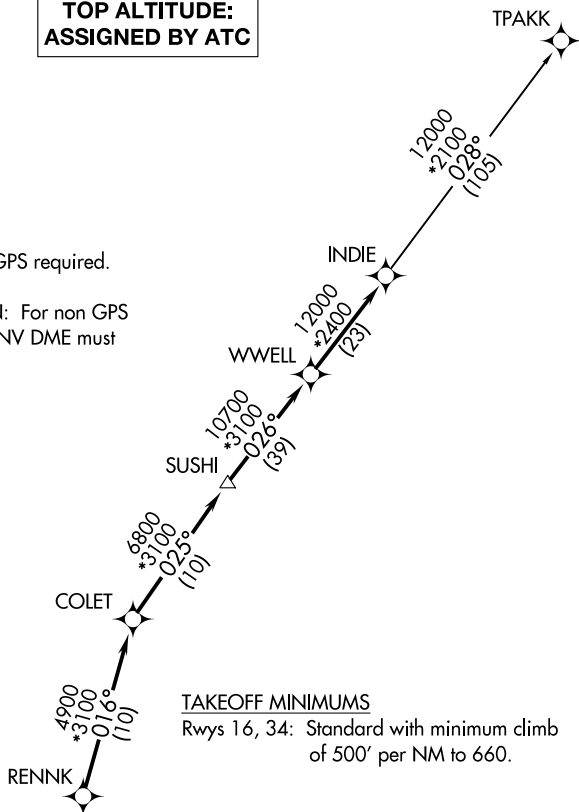 TOP ALTITUDE:
ASSIGNED BY ATC
TPAKK
12000
*2100
028°
(105)
GPS required.
INDIE
: For non GPS
NV DME must
12000
*2400
(23)
WWELL
10700
*3100
026°
(39)
SUSHI
6800
*3100
025°
(10)
COLET
4900
*3100
016°
(10)
TAKEOFF MINIMUMS
Rwys 16, 34: Standard with minimum climb
of 500' per NM to 660.
RENNK